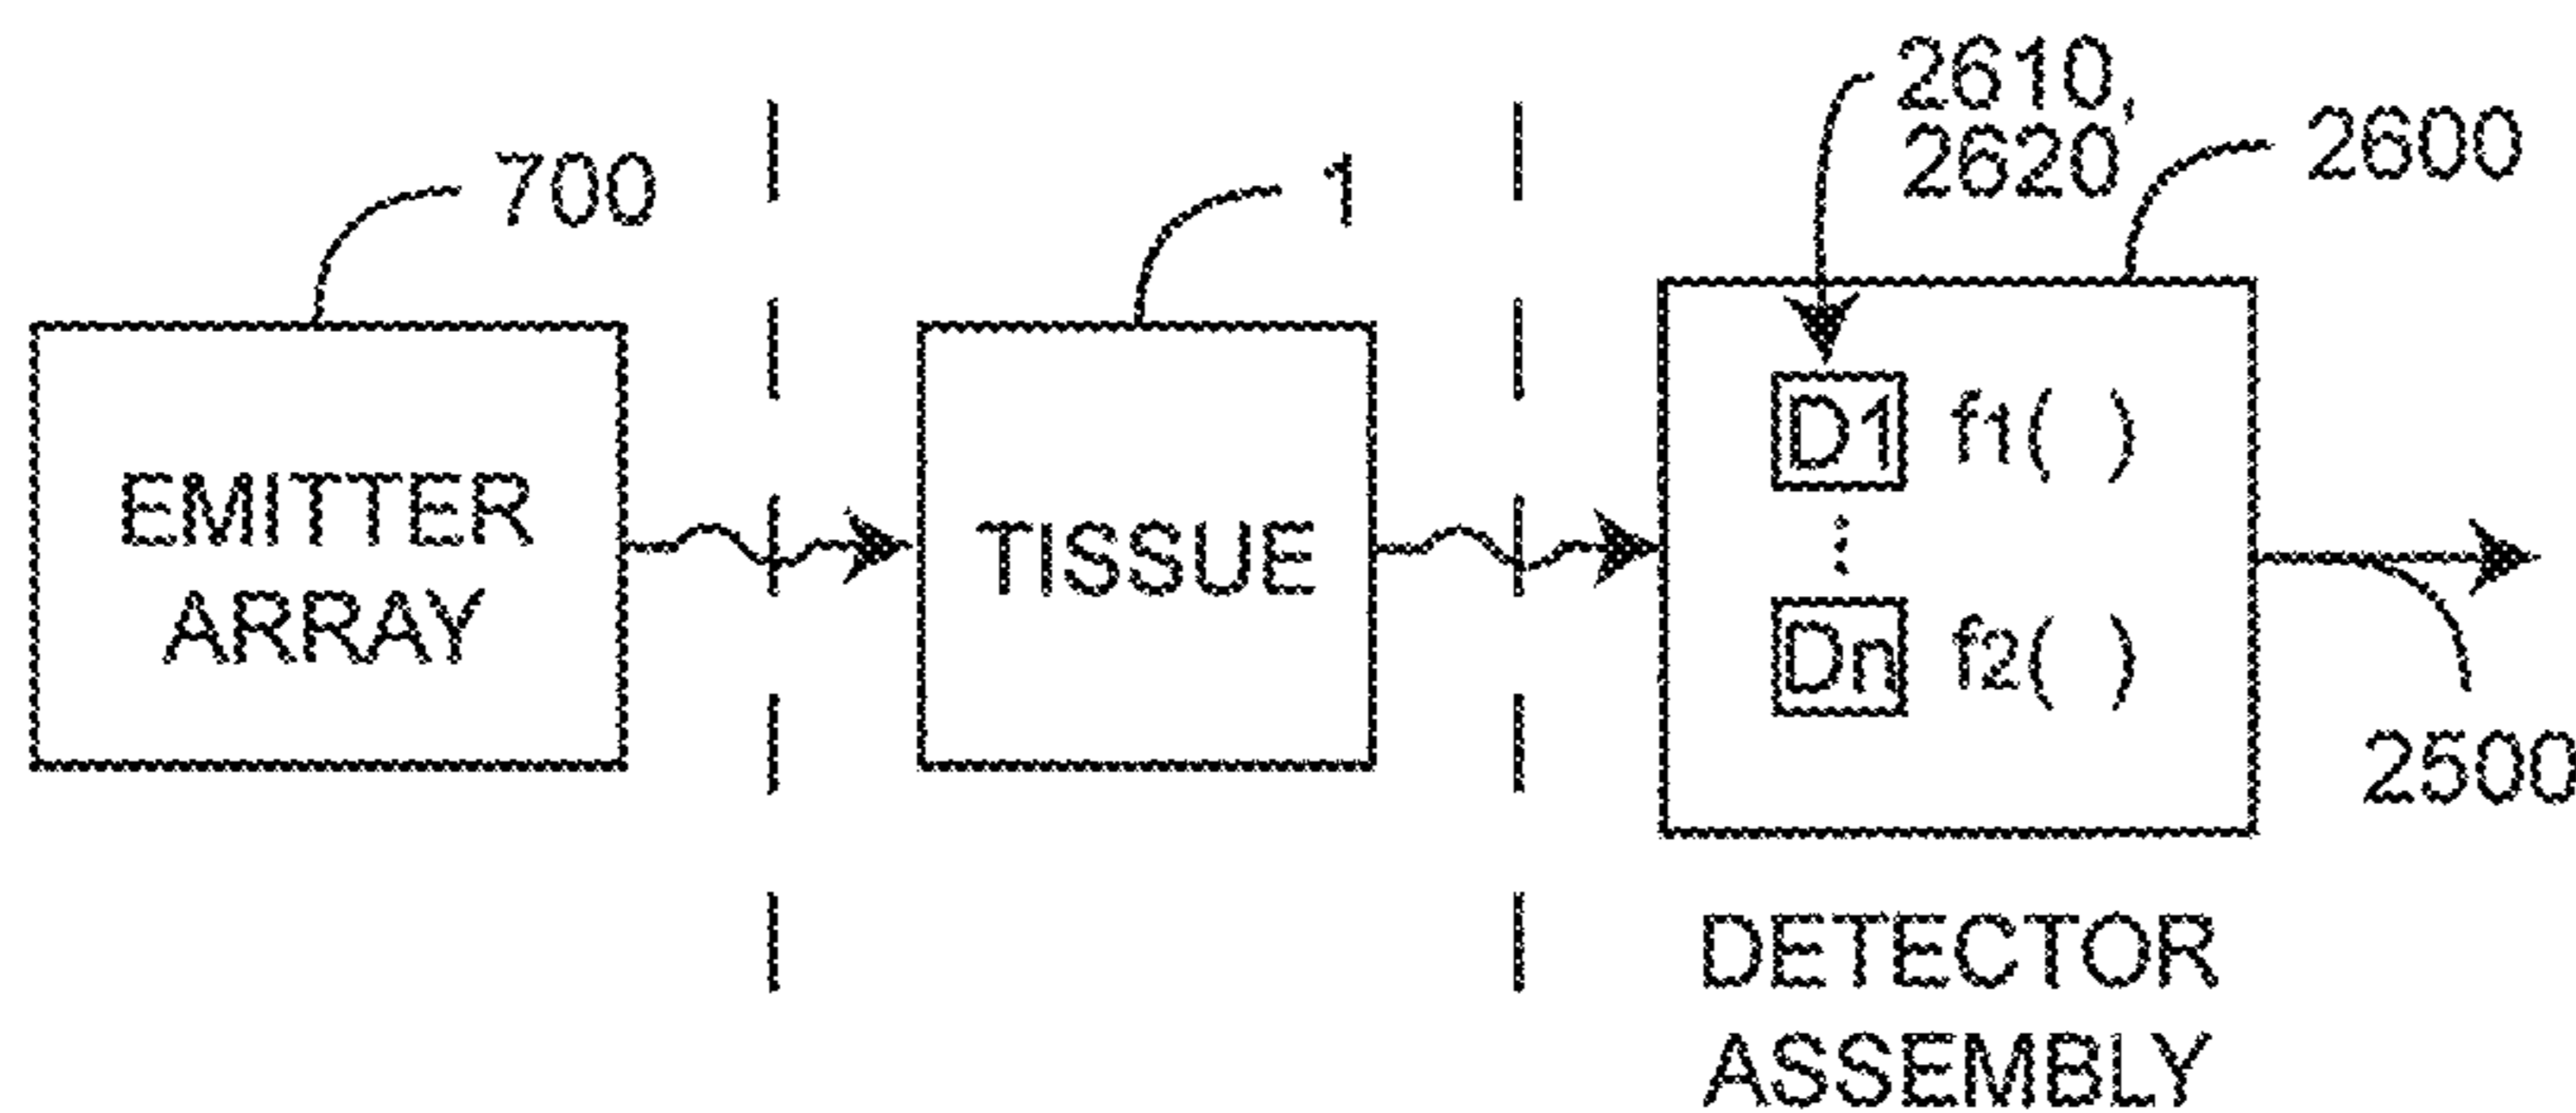 2610,
2620
2600
700
1
D1 f1( )
EMITTER
ARRAY
TISSUE
Dn f2( )
2500
DETECTOR
ASSEMBLY